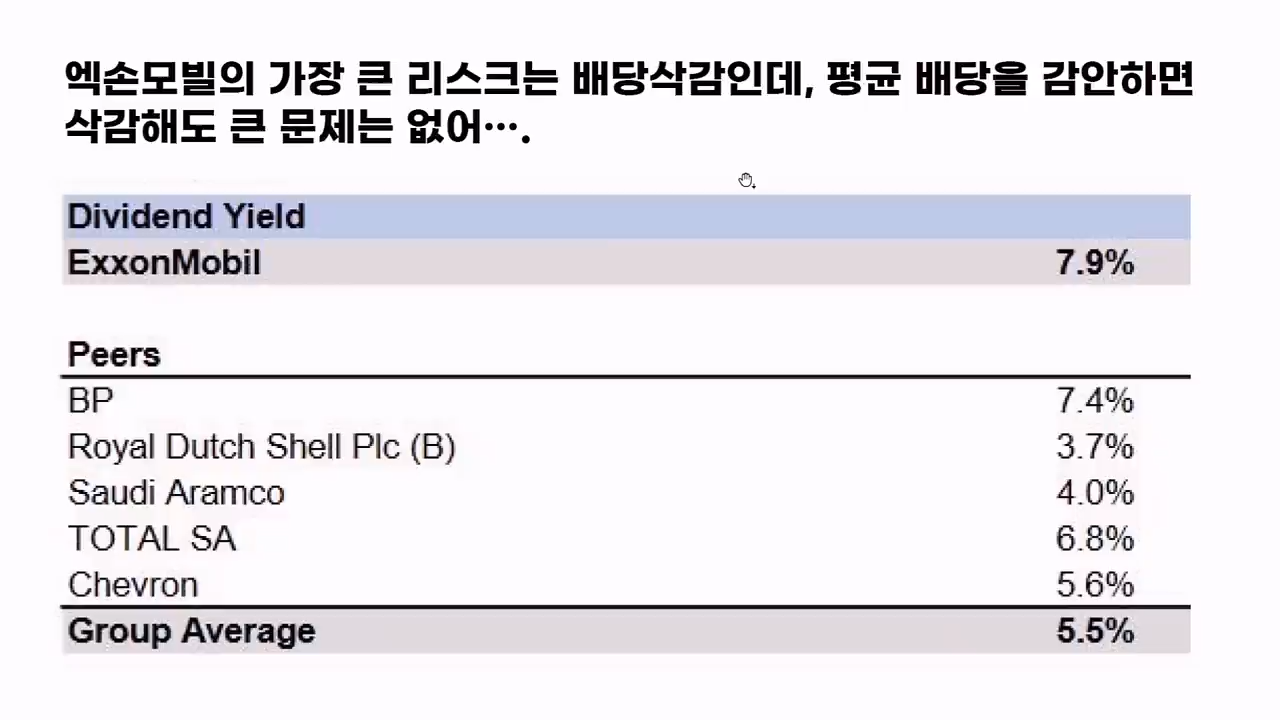 엑손모빌의 가장 큰 리스크는 배당삭감인데, 평균 배당을 감안하면
삭감해도 큰 문제는 없어….
Dividend Yield
ExxonMobil 7.9%
Peers
BP 7.4%
Royal Dutch Shell Plc (B) 3.7%
Saudi Aramco 4.0%
TOTAL SA 6.8%
Chevron 5.6%
Group Average 5.5%